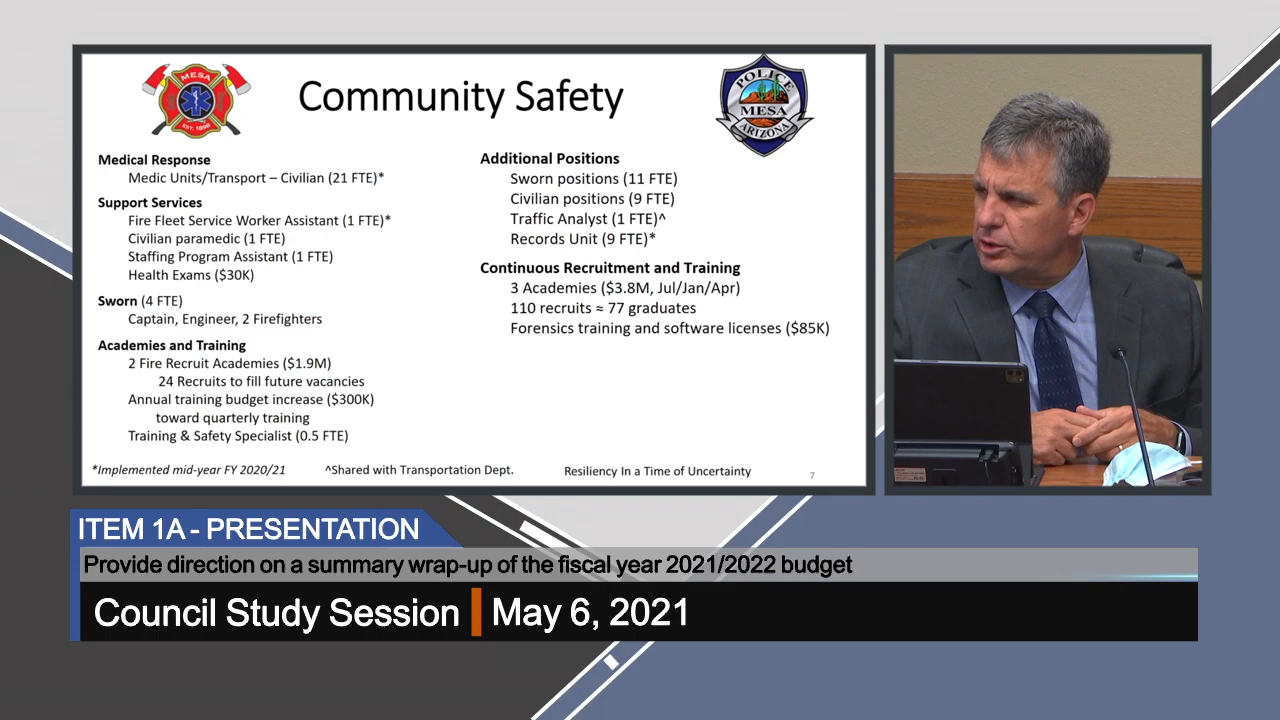 MESA
EST. 1898
Community Safety
POLICE
MESA
ARIZONA
Medical Response
Medic Units/Transport – Civilian (21 FTE)*
Support Services
Fire Fleet Service Worker Assistant (1 FTE)*
Civilian paramedic (1 FTE)
Staffing Program Assistant (1 FTE)
Health Exams ($30K)
Sworn (4 FTE)
Captain, Engineer, 2 Firefighters
Academies and Training
2 Fire Recruit Academies ($1.9M)
24 Recruits to fill future vacancies
Annual training budget increase ($300K)
toward quarterly training
Training & Safety Specialist (0.5 FTE)
Additional Positions
Sworn positions (11 FTE)
Civilian positions (9 FTE)
Traffic Analyst (1 FTE)^
Records Unit (9 FTE)*
Continuous Recruitment and Training
3 Academies ($3.8M, Jul/Jan/Apr)
110 recruits ≈ 77 graduates
Forensics training and software licenses ($85K)
*Implemented mid-year FY 2020/21 ^Shared with Transportation Dept. Resiliency In a Time of Uncertainty 7
ITEM 1A - PRESENTATION
Provide direction on a summary wrap-up of the fiscal year 2021/2022 budget
Council Study Session | May 6, 2021